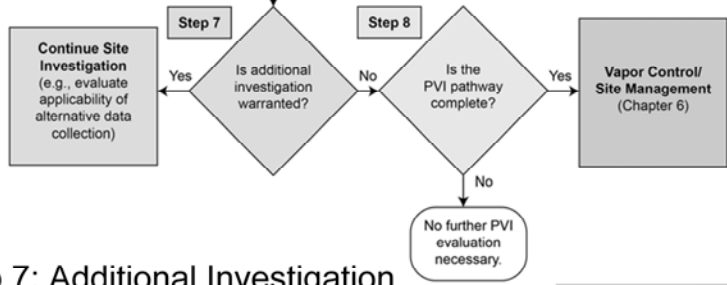 Step 7
Step 8
Continue Site
Investigation
(e.g., evaluate
applicability of
alternative data
collection)
Yes
Is additional
investigation
warranted?
No
Is the
PVI pathway
complete?
Yes
Vapor Control/
Site Management
(Chapter 6)
No
No further PVI
evaluation
necessary.
7: Additional Investigation